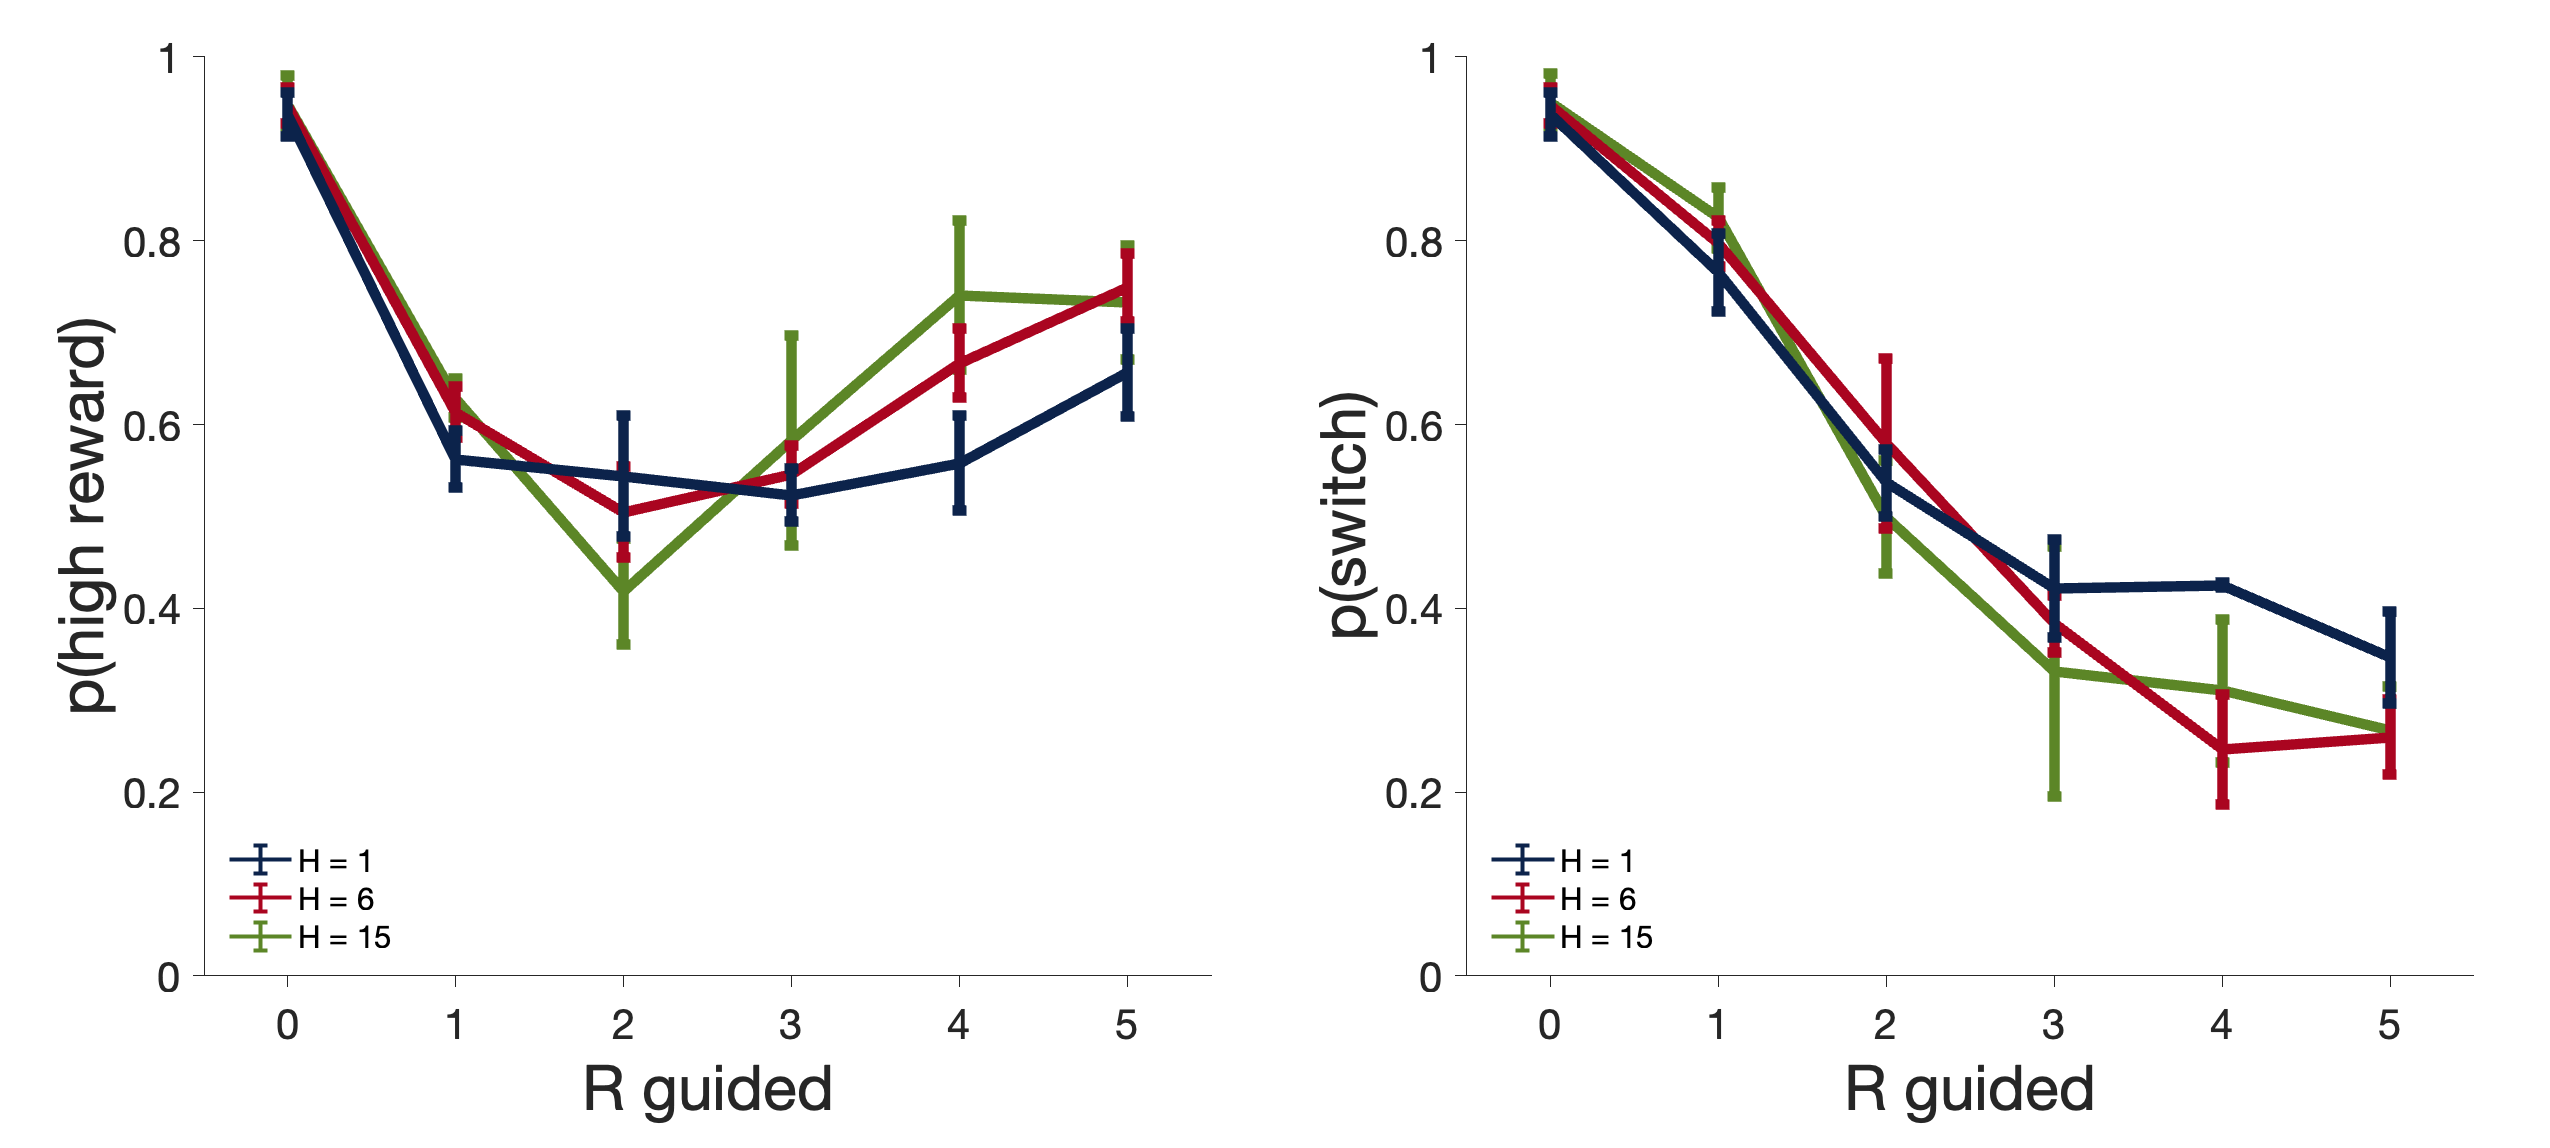 1
0.8
0.6
0.4
0.2
0
p(high reward)
H = 1
H = 6
H = 15
0 1 2 3 4 5
R guided
1
0.8
0.6
0.4
0.2
0
p(switch)
H = 1
H = 6
H = 15
0 1 2 3 4 5
R guided